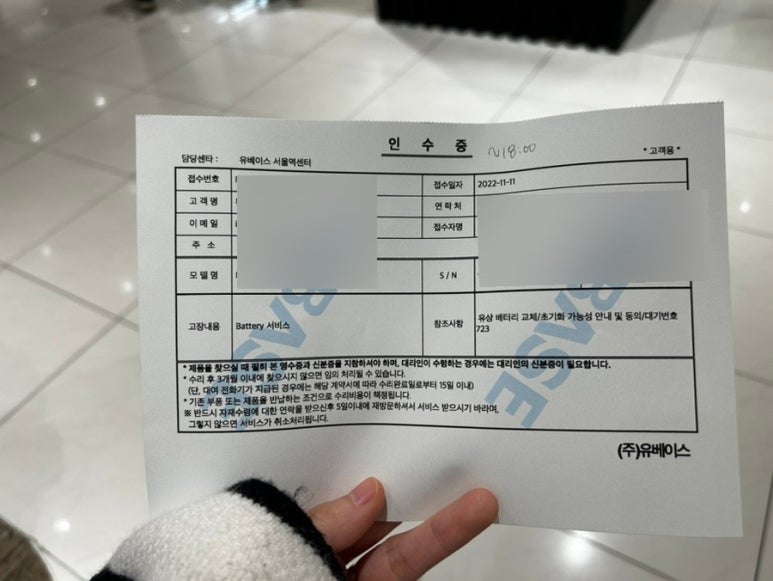 인 수 증 ~18:00
담당센타 : 유베이스 서울역센터 * 고객용 *
접수번호 접수일자 2022-11-11
고 객 명 연 락 처
이 메 일 접수자명
주 소
모 델 명 S / N
고장내용 Battery 서비스 참조사항 유상 배터리 교체/초기화 가능성 안내 및 동의/대기번호
723
* 제품을 찾으실 때 필히 본 영수증과 신분증을 지참하셔야 하며, 대리인이 수령하는 경우에는 대리인의 신분증이 필요합니다.
* 수리 후 3개월 이내에 찾으시지 않으면 임의 처리될 수 있습니다.
(단, 대여 전화기가 지급된 경우에는 해당 계약서에 따라 수리완료일로부터 15일 이내)
* 기존 부품 또는 제품을 반납하는 조건으로 수리비용이 책정됩니다.
※ 반드시 자재수령에 대한 연락을 받으신후 5일이내에 재방문하셔서 서비스 받으시기 바라며,
그렇지 않으면 서비스가 취소처리됩니다.
(주)유베이스
UBASE
UBASE